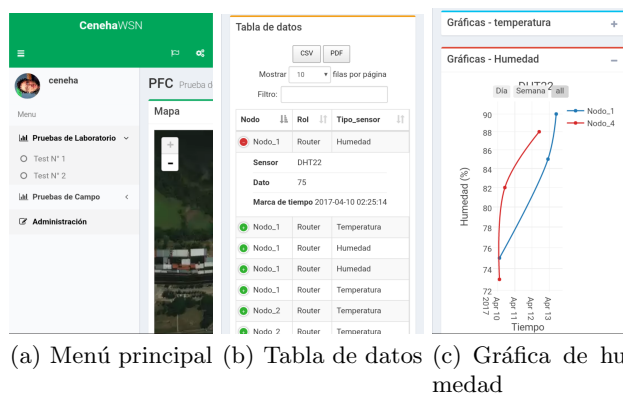 CenehaWSN
ceneha
Menu
Pruebas de Laboratorio
Test N° 1
Test N° 2
Pruebas de Campo
Administración
PFC Prueba d
Mapa
+
-
Tabla de datos
CSV PDF
Mostrar 10 filas por página
Filtro:
Nodo Rol Tipo_sensor
Nodo_1 Router Humedad
Sensor DHT22
Dato 75
Marca de tiempo 2017-04-10 02:25:14
Nodo_1 Router Temperatura
Nodo_1 Router Humedad
Nodo_1 Router Humedad
Nodo_1 Router Temperatura
Nodo_2 Router Temperatura
Nodo_2 Router Temperatura
Gráficas - temperatura +
Gráficas - Humedad −
DHT22
Dia Semana all
Nodo_1
Nodo_4
90
88
86
84
82
80
78
76
74
72
Humedad (%)
Apr 10
2017
Apr 11
Apr 12
Apr 13
Tiempo
(a) Menú principal
(b) Tabla de datos
(c) Gráfica de hu
medad